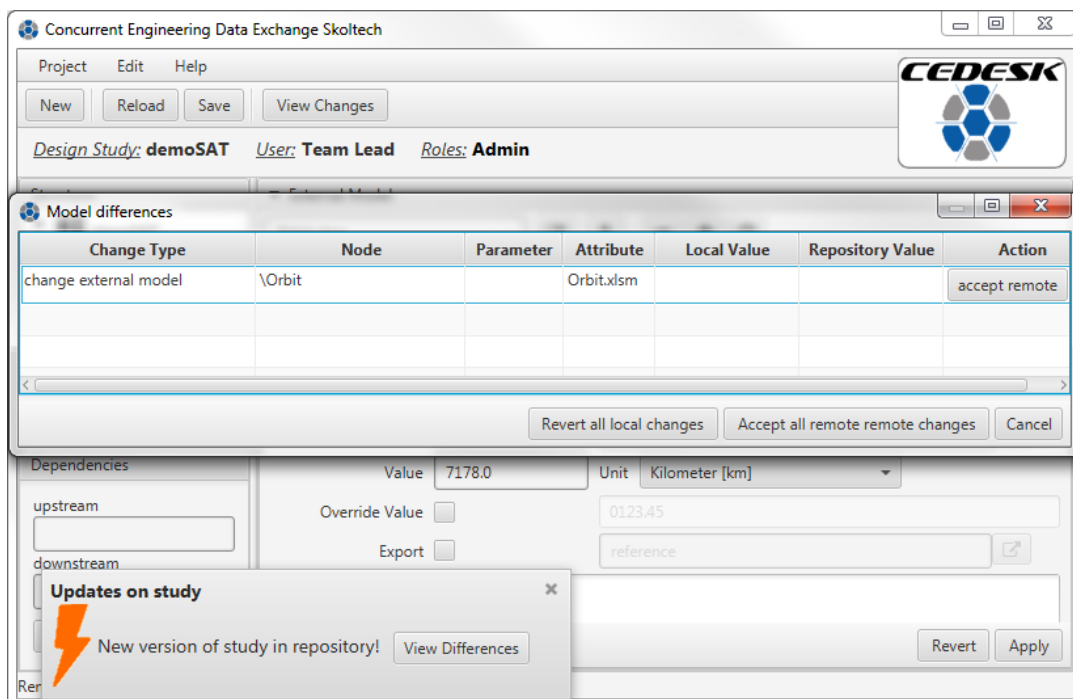 Concurrent Engineering Data Exchange Skoltech
Project Edit Help
CEDESK
New Reload Save View Changes
Design Study: demoSAT User: Team Lead Roles: Admin
Model differences
Change Type Node Parameter Attribute Local Value Repository Value Action
change external model \Orbit Orbit.xlsm accept remote
Revert all local changes Accept all remote remote changes Cancel
Dependencies
Value 7178.0 Unit Kilometer [km]
upstream
Override Value 0123.45
Export reference
downstream
Updates on study
New version of study in repository! View Differences
Revert Apply